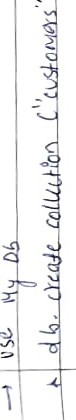 → use My Db
→ db. create collection ("customers"